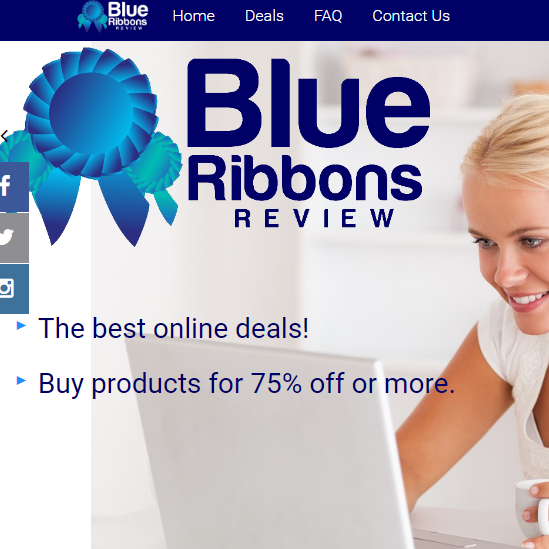 Blue
Ribbons
REVIEW
Home Deals FAQ Contact Us
Blue
Ribbons
REVIEW
The best online deals!
Buy products for 75% off or more.